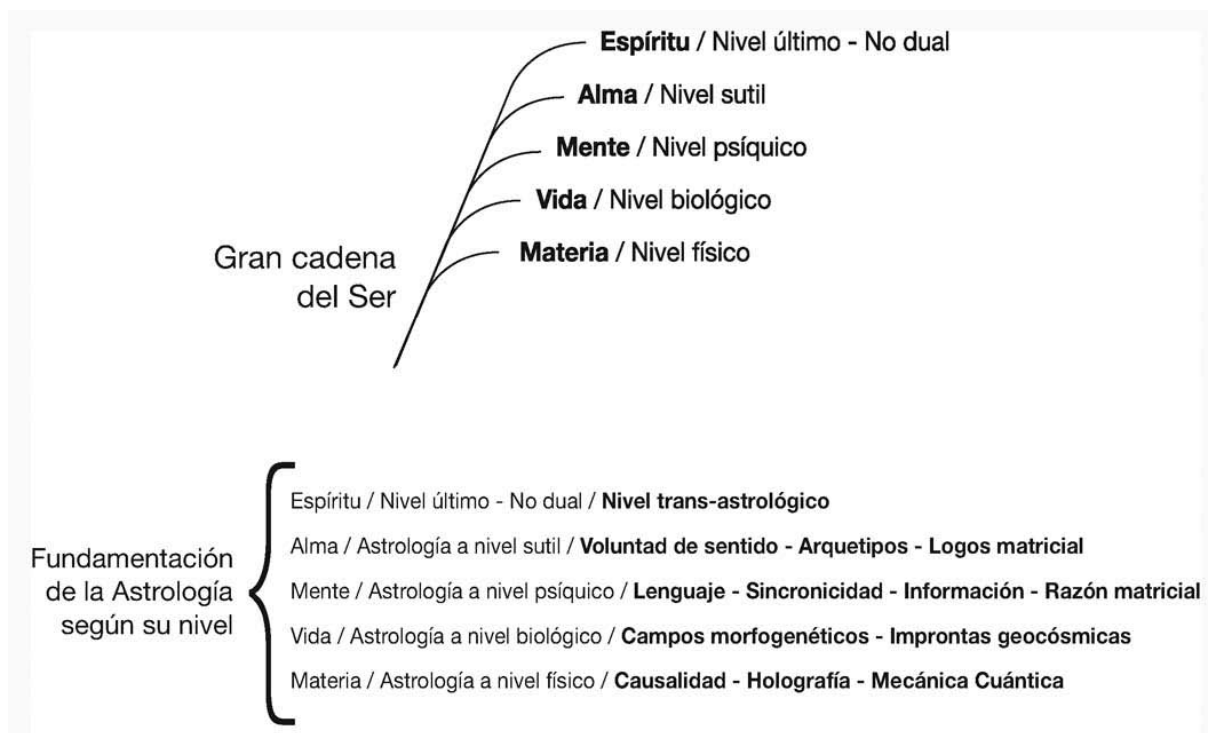 Espíritu / Nivel último - No dual
Alma / Nivel sutil
Mente / Nivel psíquico
Vida / Nivel biológico
Materia / Nivel físico
Gran cadena
del Ser
Fundamentación
de la Astrología
según su nivel
Espíritu / Nivel último - No dual / Nivel trans-astrológico
Alma / Astrología a nivel sutil / Voluntad de sentido - Arquetipos - Logos matricial
Mente / Astrología a nivel psíquico / Lenguaje - Sincronicidad - Información - Razón matricial
Vida / Astrología a nivel biológico / Campos morfogenéticos - Improntas geocósmicas
Materia / Astrología a nivel físico / Causalidad - Holografía - Mecánica Cuántica